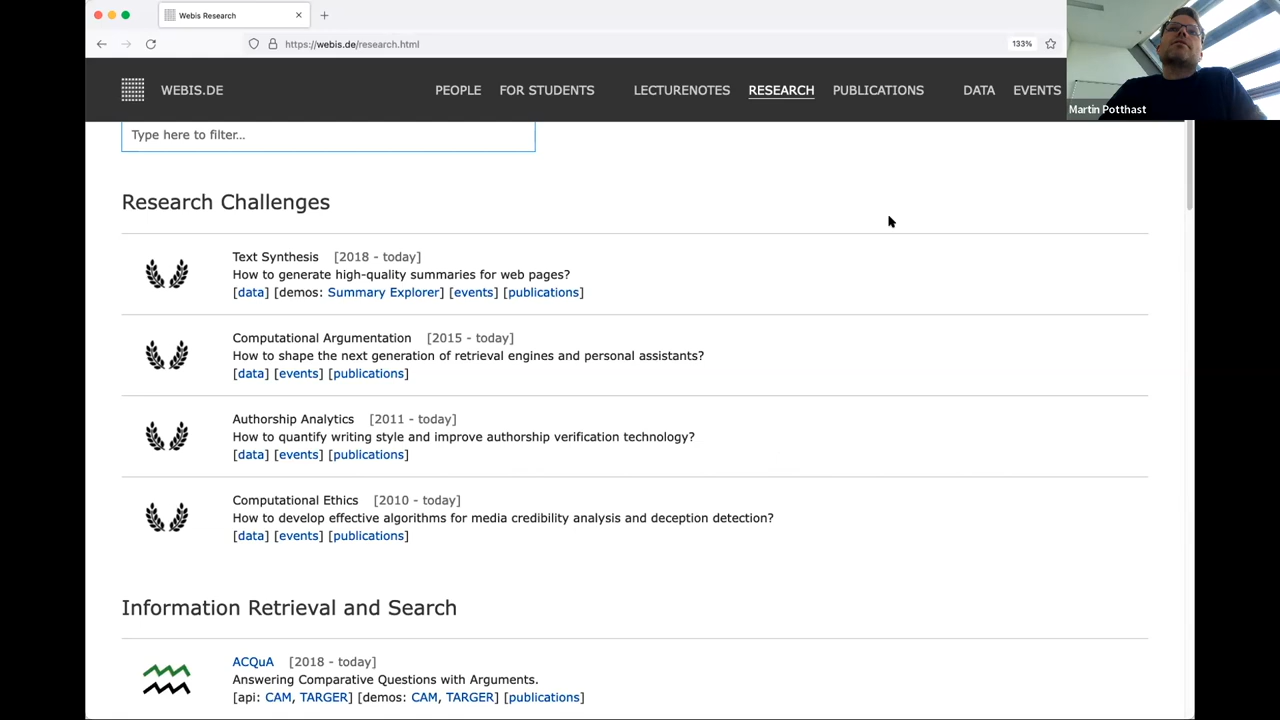 Webis Research
https://webis.de/research.html
133%
WEBIS.DE
PEOPLE FOR STUDENTS LECTURENOTES RESEARCH PUBLICATIONS DATA EVENTS
Martin Potthast
Type here to filter...
Research Challenges
Text Synthesis [2018 - today]
How to generate high-quality summaries for web pages?
[data] [demos: Summary Explorer] [events] [publications]
Computational Argumentation [2015 - today]
How to shape the next generation of retrieval engines and personal assistants?
[data] [events] [publications]
Authorship Analytics [2011 - today]
How to quantify writing style and improve authorship verification technology?
[data] [events] [publications]
Computational Ethics [2010 - today]
How to develop effective algorithms for media credibility analysis and deception detection?
[data] [events] [publications]
Information Retrieval and Search
ACQuA [2018 - today]
Answering Comparative Questions with Arguments.
[api: CAM, TARGER] [demos: CAM, TARGER] [publications]